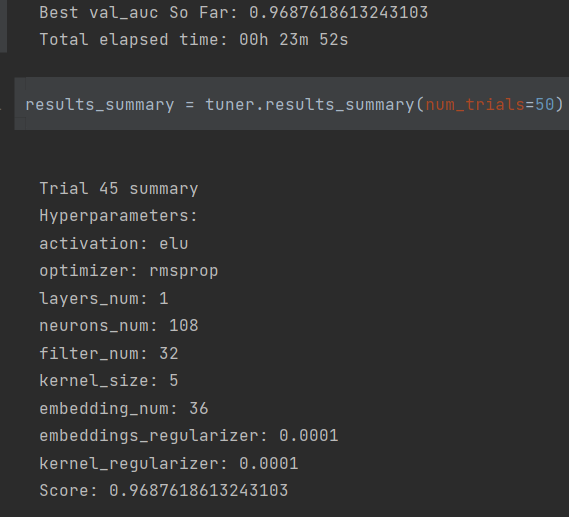 Best val_auc So Far: 0.9687618613243103
Total elapsed time: 00h 23m 52s
results_summary = tuner.results_summary(num_trials=50)
Trial 45 summary
Hyperparameters:
activation: elu
optimizer: rmsprop
layers_num: 1
neurons_num: 108
filter_num: 32
kernel_size: 5
embedding_num: 36
embeddings_regularizer: 0.0001
kernel_regularizer: 0.0001
Score: 0.9687618613243103